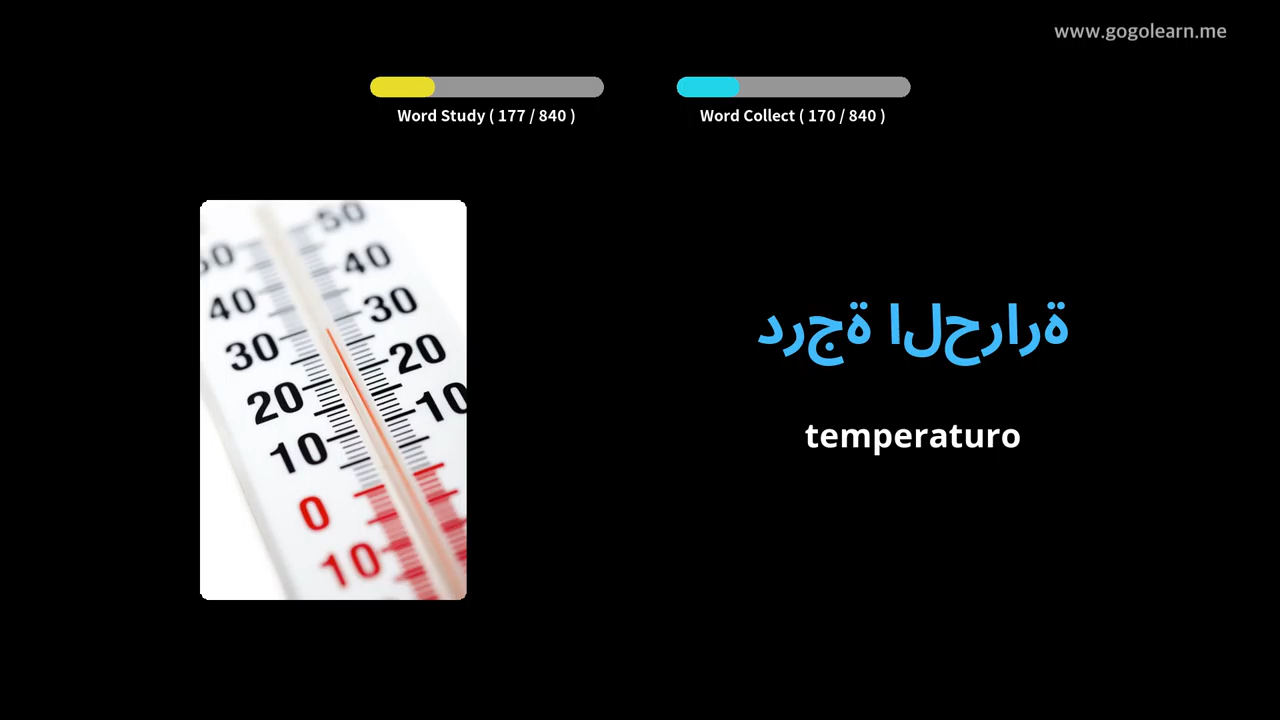 www.gogolearn.me
Word Study ( 177 / 840 )
Word Collect ( 170 / 840 )
50 50
40 40
30 30
20 20
10 10
0
10
درجة الحرارة
temperaturo